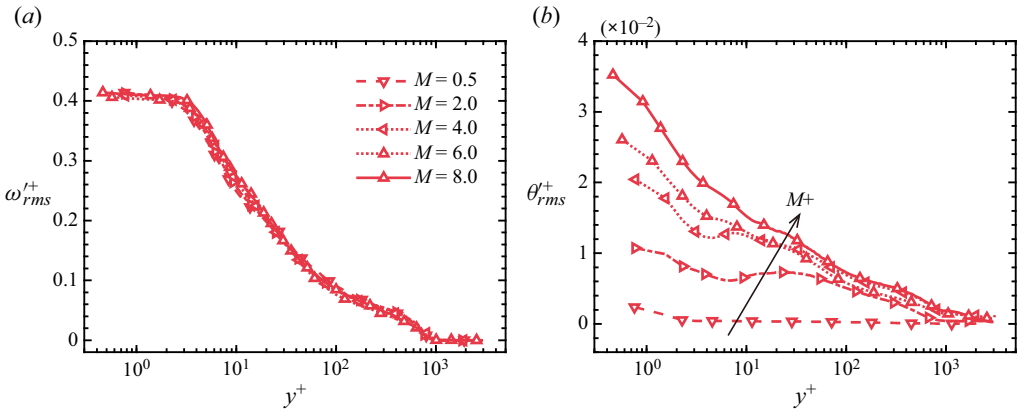 (a)
0.5
0.4
0.3
0.2
0.1
0
ω′⁺rms
M = 0.5
M = 2.0
M = 4.0
M = 6.0
M = 8.0
10⁰ 10¹ 10² 10³
y⁺
(b)
(×10⁻²)
4
3
2
1
0
θ′⁺rms
M+
10⁰ 10¹ 10² 10³
y⁺